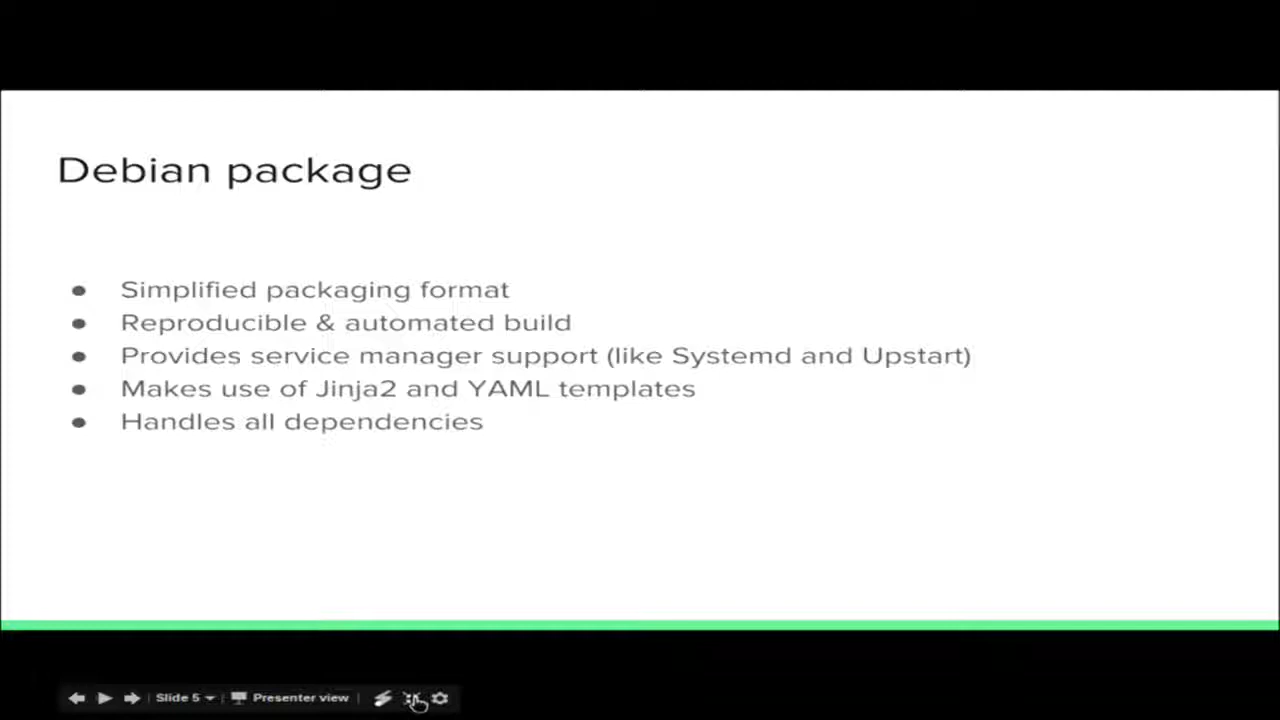 Debian package
● Simplified packaging format
● Reproducible & automated build
● Provides service manager support (like Systemd and Upstart)
● Makes use of Jinja2 and YAML templates
● Handles all dependencies
Slide 5 Presenter view